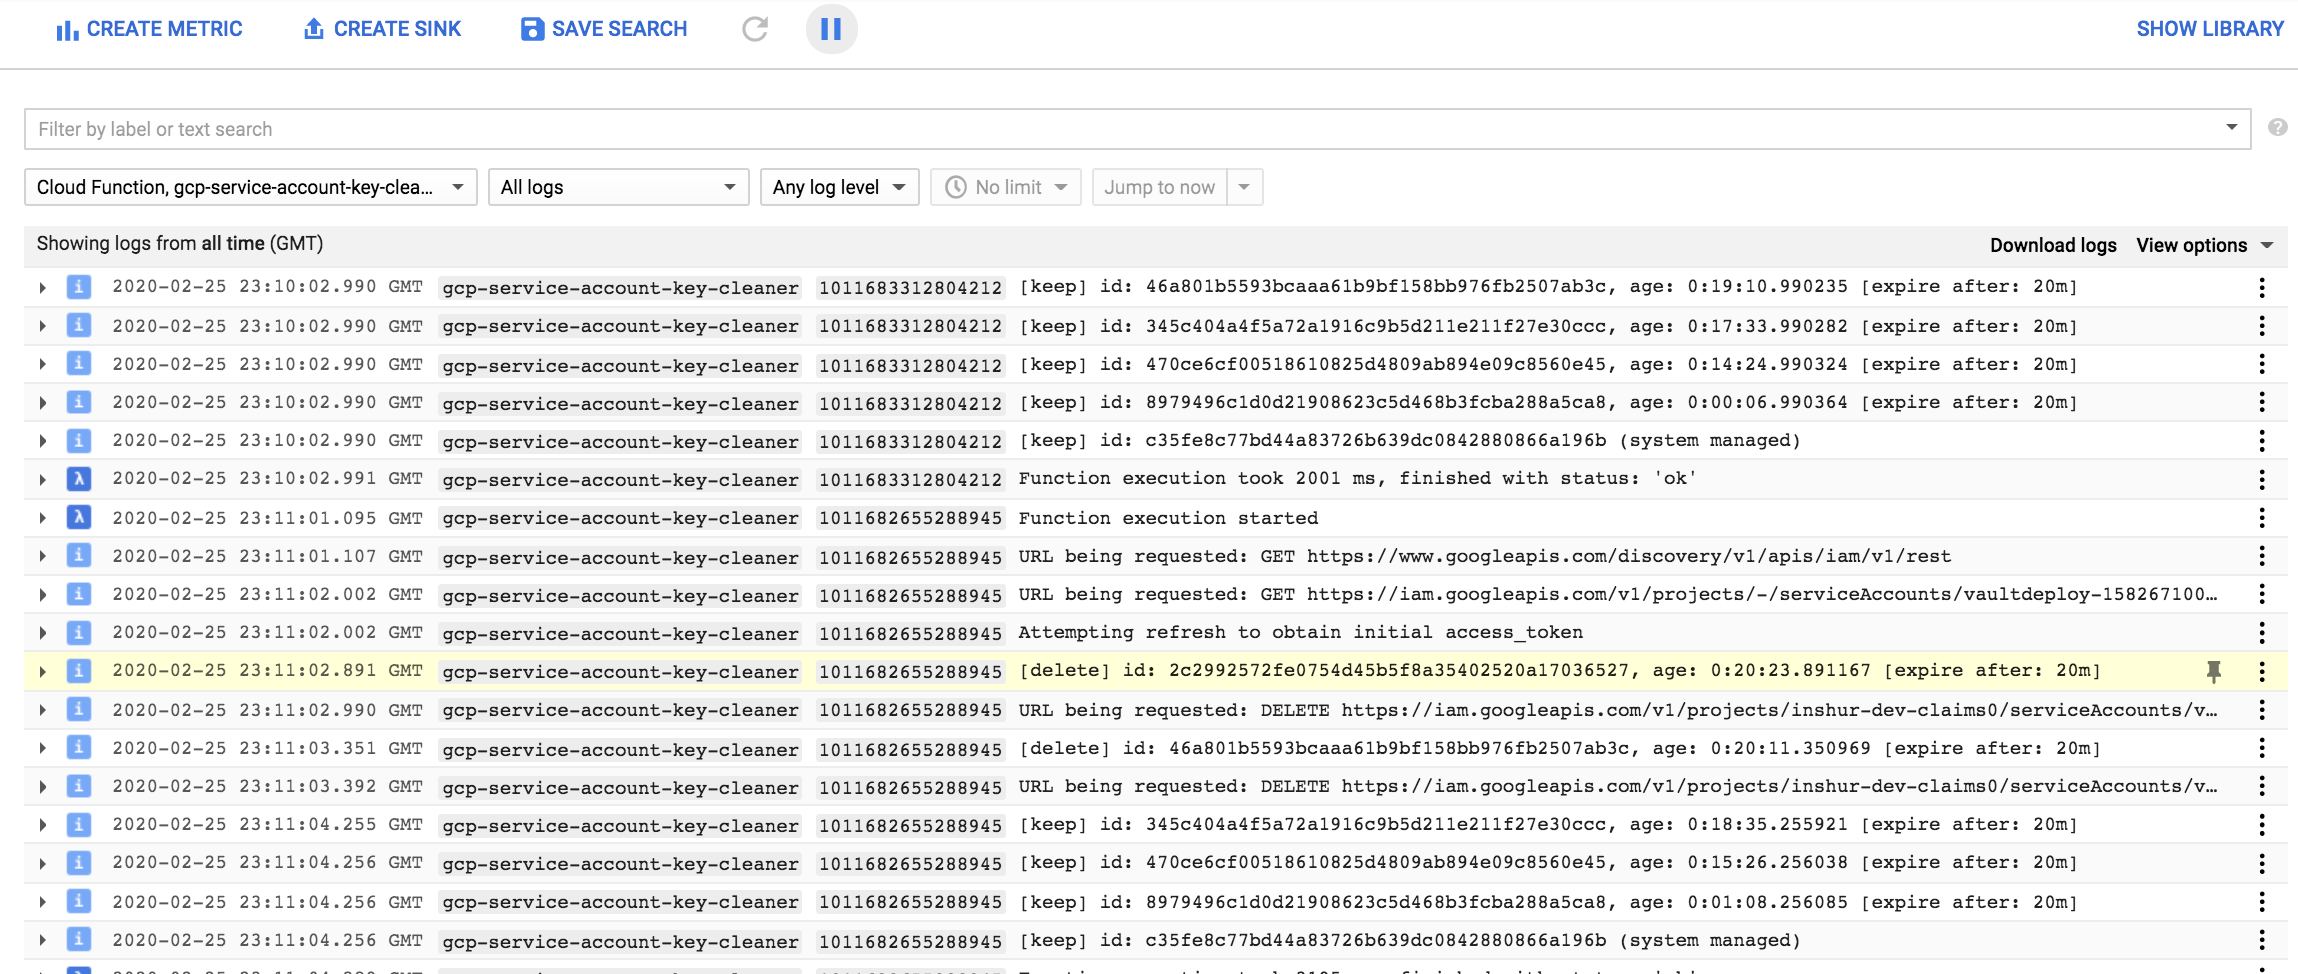 CREATE METRIC CREATE SINK SAVE SEARCH SHOW LIBRARY
Filter by label or text search
Cloud Function, gcp-service-account-key-clea... All logs Any log level No limit Jump to now
Showing logs from all time (GMT) Download logs View options
i 2020-02-25 23:10:02.990 GMT gcp-service-account-key-cleaner 1011683312804212 [keep] id: 46a801b5593bcaaa61b9bf158bb976fb2507ab3c, age: 0:19:10.990235 [expire after: 20m]
i 2020-02-25 23:10:02.990 GMT gcp-service-account-key-cleaner 1011683312804212 [keep] id: 345c404a4f5a72a1916c9b5d211e211f27e30ccc, age: 0:17:33.990282 [expire after: 20m]
i 2020-02-25 23:10:02.990 GMT gcp-service-account-key-cleaner 1011683312804212 [keep] id: 470ce6cf00518610825d4809ab894e09c8560e45, age: 0:14:24.990324 [expire after: 20m]
i 2020-02-25 23:10:02.990 GMT gcp-service-account-key-cleaner 1011683312804212 [keep] id: 8979496c1d0d21908623c5d468b3fcba288a5ca8, age: 0:00:06.990364 [expire after: 20m]
i 2020-02-25 23:10:02.990 GMT gcp-service-account-key-cleaner 1011683312804212 [keep] id: c35fe8c77bd44a83726b639dc0842880866a196b (system managed)
λ 2020-02-25 23:10:02.991 GMT gcp-service-account-key-cleaner 1011683312804212 Function execution took 2001 ms, finished with status: 'ok'
λ 2020-02-25 23:11:01.095 GMT gcp-service-account-key-cleaner 1011682655288945 Function execution started
i 2020-02-25 23:11:01.107 GMT gcp-service-account-key-cleaner 1011682655288945 URL being requested: GET https://www.googleapis.com/discovery/v1/apis/iam/v1/rest
i 2020-02-25 23:11:02.002 GMT gcp-service-account-key-cleaner 1011682655288945 URL being requested: GET https://iam.googleapis.com/v1/projects/-/serviceAccounts/vaultdeploy-158267100...
i 2020-02-25 23:11:02.002 GMT gcp-service-account-key-cleaner 1011682655288945 Attempting refresh to obtain initial access_token
i 2020-02-25 23:11:02.891 GMT gcp-service-account-key-cleaner 1011682655288945 [delete] id: 2c2992572fe0754d45b5f8a35402520a17036527, age: 0:20:23.891167 [expire after: 20m]
i 2020-02-25 23:11:02.990 GMT gcp-service-account-key-cleaner 1011682655288945 URL being requested: DELETE https://iam.googleapis.com/v1/projects/inshur-dev-claims0/serviceAccounts/v...
i 2020-02-25 23:11:03.351 GMT gcp-service-account-key-cleaner 1011682655288945 [delete] id: 46a801b5593bcaaa61b9bf158bb976fb2507ab3c, age: 0:20:11.350969 [expire after: 20m]
i 2020-02-25 23:11:03.392 GMT gcp-service-account-key-cleaner 1011682655288945 URL being requested: DELETE https://iam.googleapis.com/v1/projects/inshur-dev-claims0/serviceAccounts/v...
i 2020-02-25 23:11:04.255 GMT gcp-service-account-key-cleaner 1011682655288945 [keep] id: 345c404a4f5a72a1916c9b5d211e211f27e30ccc, age: 0:18:35.255921 [expire after: 20m]
i 2020-02-25 23:11:04.256 GMT gcp-service-account-key-cleaner 1011682655288945 [keep] id: 470ce6cf00518610825d4809ab894e09c8560e45, age: 0:15:26.256038 [expire after: 20m]
i 2020-02-25 23:11:04.256 GMT gcp-service-account-key-cleaner 1011682655288945 [keep] id: 8979496c1d0d21908623c5d468b3fcba288a5ca8, age: 0:01:08.256085 [expire after: 20m]
i 2020-02-25 23:11:04.256 GMT gcp-service-account-key-cleaner 1011682655288945 [keep] id: c35fe8c77bd44a83726b639dc0842880866a196b (system managed)